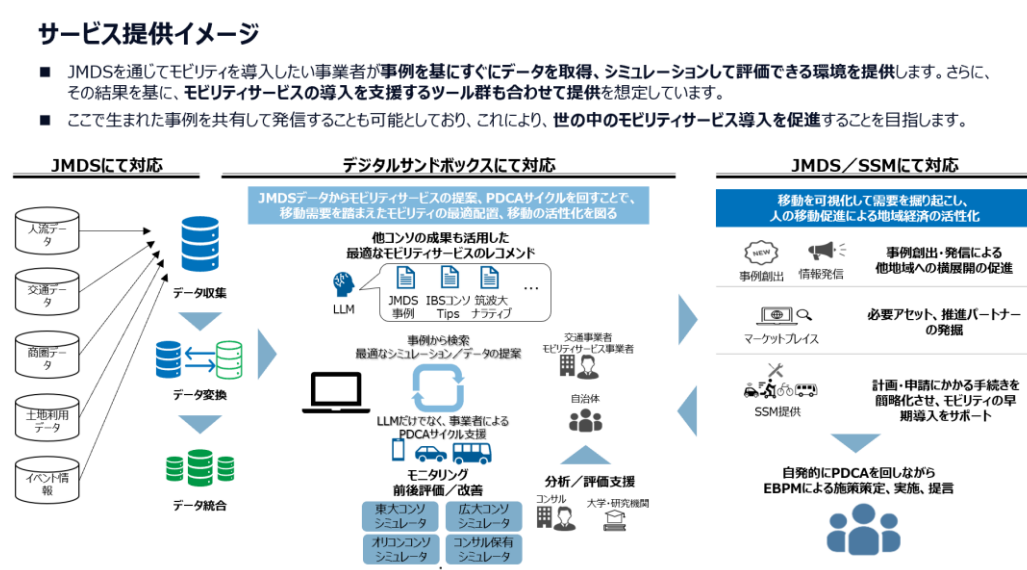 サービス提供イメージ
■ JMDSを通じてモビリティを導入したい事業者が事例を基にすぐにデータを取得、シミュレーションして評価できる環境を提供します。さらに、
その結果を基に、モビリティサービスの導入を支援するツール群も合わせて提供を想定しています。
■ ここで生まれた事例を共有して発信することも可能としており、これにより、世の中のモビリティサービス導入を促進することを目指します。
JMDSにて対応
人流デー
タ
交通デー
タ
商圏デー
タ
土地利用
データ
イベント情
報
データ収集
データ変換
データ統合
デジタルサンドボックスにて対応
JMDSデータからモビリティサービスの提案、PDCAサイクルを回すことで、
移動需要を踏まえたモビリティの最適配置、移動の活性化を図る
他コンソの成果も活用した
最適なモビリティサービスのレコメンド
LLM
JMDS
事例
IBSコンソ
Tips
筑波大
ナラティブ
…
事例から検索
最適なシミュレーション／データの提案
LLMだけでなく、事業者による
PDCAサイクル支援
モニタリング
前後評価／改善
東大コンソ
シミュレータ
広大コンソ
シミュレータ
オリコンコンソ
シミュレータ
コンサル保有
シミュレータ
交通事業者
モビリティサービス事業者
自治体
分析／評価支援
コンサル
大学・研究機関
JMDS／SSMにて対応
移動を可視化して需要を掘り起こし、
人の移動促進による地域経済の活性化
NEW
事例創出
情報発信
事例創出・発信による
他地域への横展開の促進
マーケットプレイス
必要アセット、推進パートナー
の発掘
SSM提供
計画・申請にかかる手続きを
簡略化させ、モビリティの早
期導入をサポート
自発的にPDCAを回しながら
EBPMによる施策策定、実施、提言